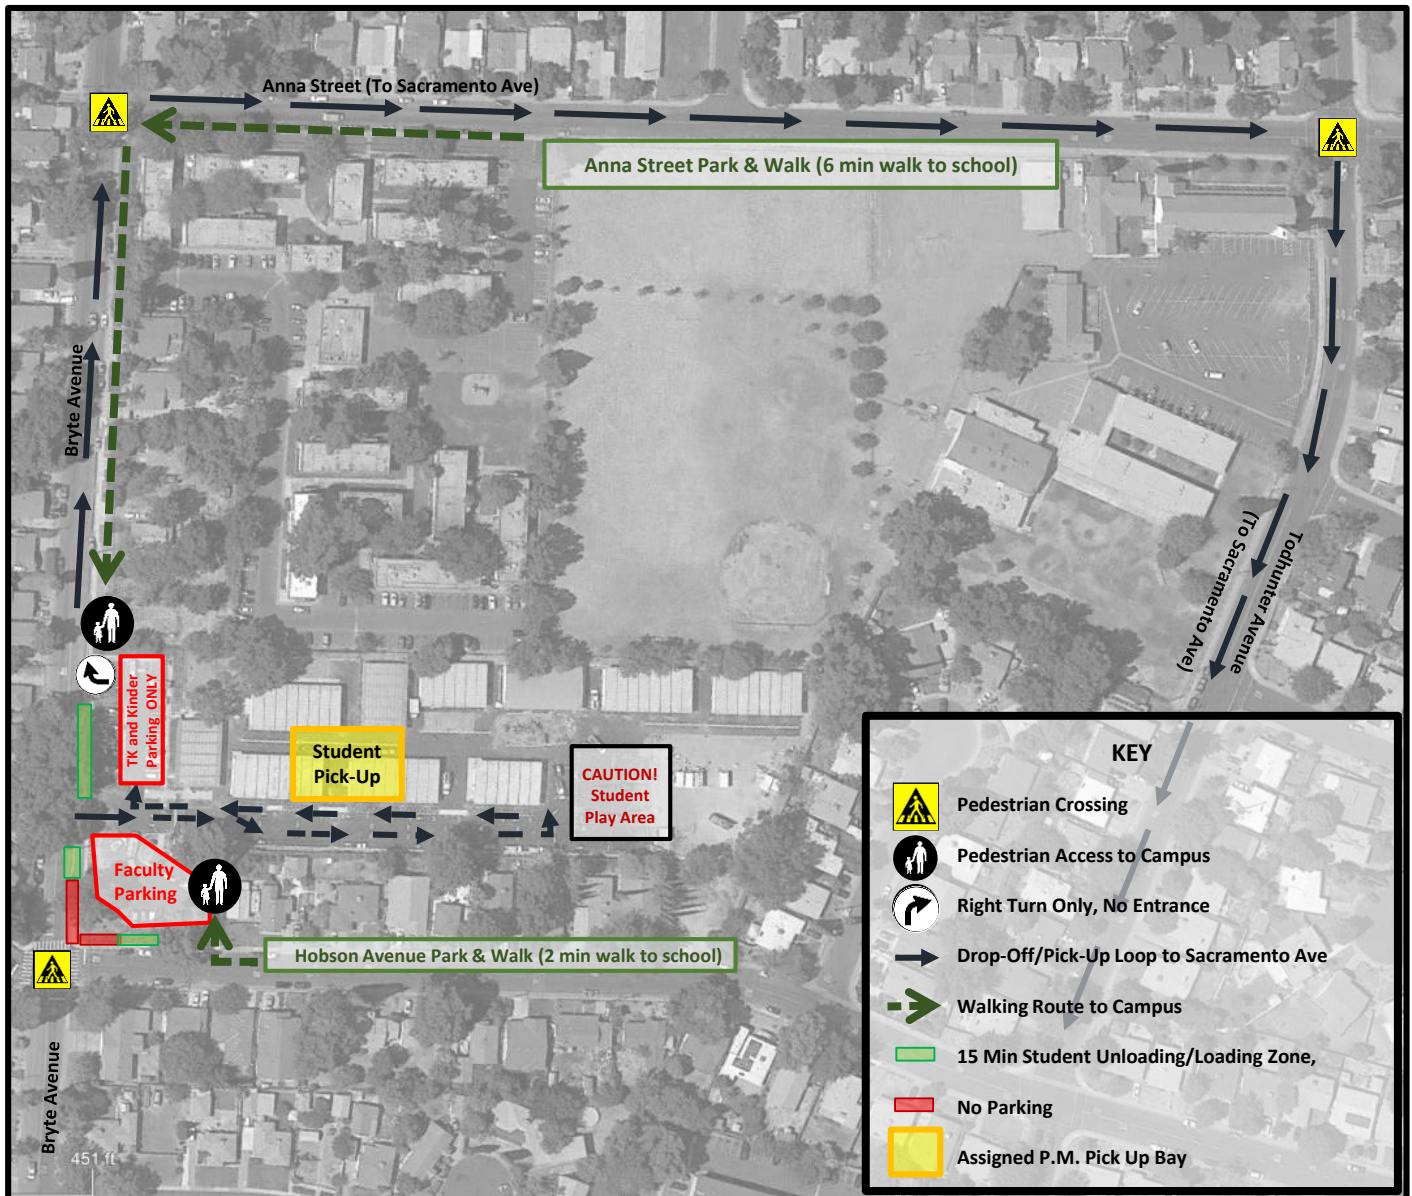 Anna Street (To Sacramento Ave)
Anna Street Park & Walk (6 min walk to school)
Bryte Avenue
Todhunter Avenue
(To Sacramento Ave)
TK and Kinder
Parking ONLY
Student
Pick-Up
CAUTION!
Student
Play Area
Faculty
Parking
Hobson Avenue Park & Walk (2 min walk to school)
Bryte Avenue
451 ft
KEY
Pedestrian Crossing
Pedestrian Access to Campus
Right Turn Only, No Entrance
Drop-Off/Pick-Up Loop to Sacramento Ave
Walking Route to Campus
15 Min Student Unloading/Loading Zone,
No Parking
Assigned P.M. Pick Up Bay